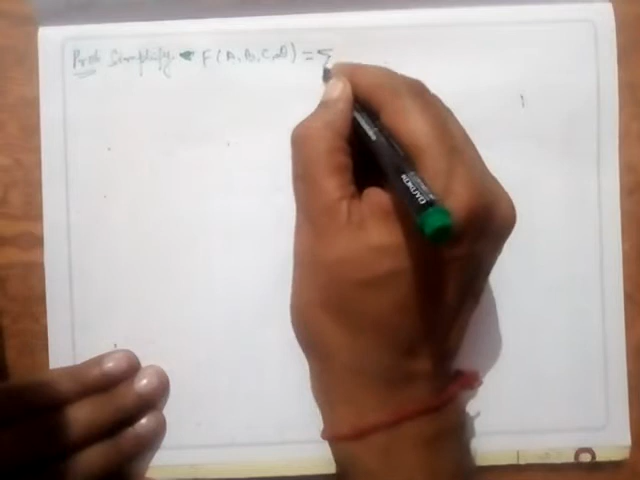 Prob Simplify F(A,B,C,D) = Σ